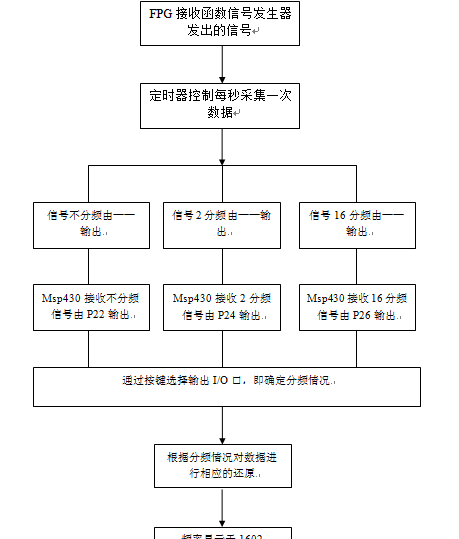 FPG 接收函数信号发生器
发出的信号
定时器控制每秒采集一次
数据
信号不分频由一一
输出.
信号 2 分频由一一输
出.
信号 16 分频由一一
输出.
Msp430 接收不分频
信号由 P22 输出.
Msp430 接收 2 分频
信号由 P24 输出.
Msp430 接收 16 分频
信号由 P26 输出.
通过按键选择输出 I/O 口，即确定分频情况.
根据分频情况对数据进
行相应的还原.
频率显示于 1602